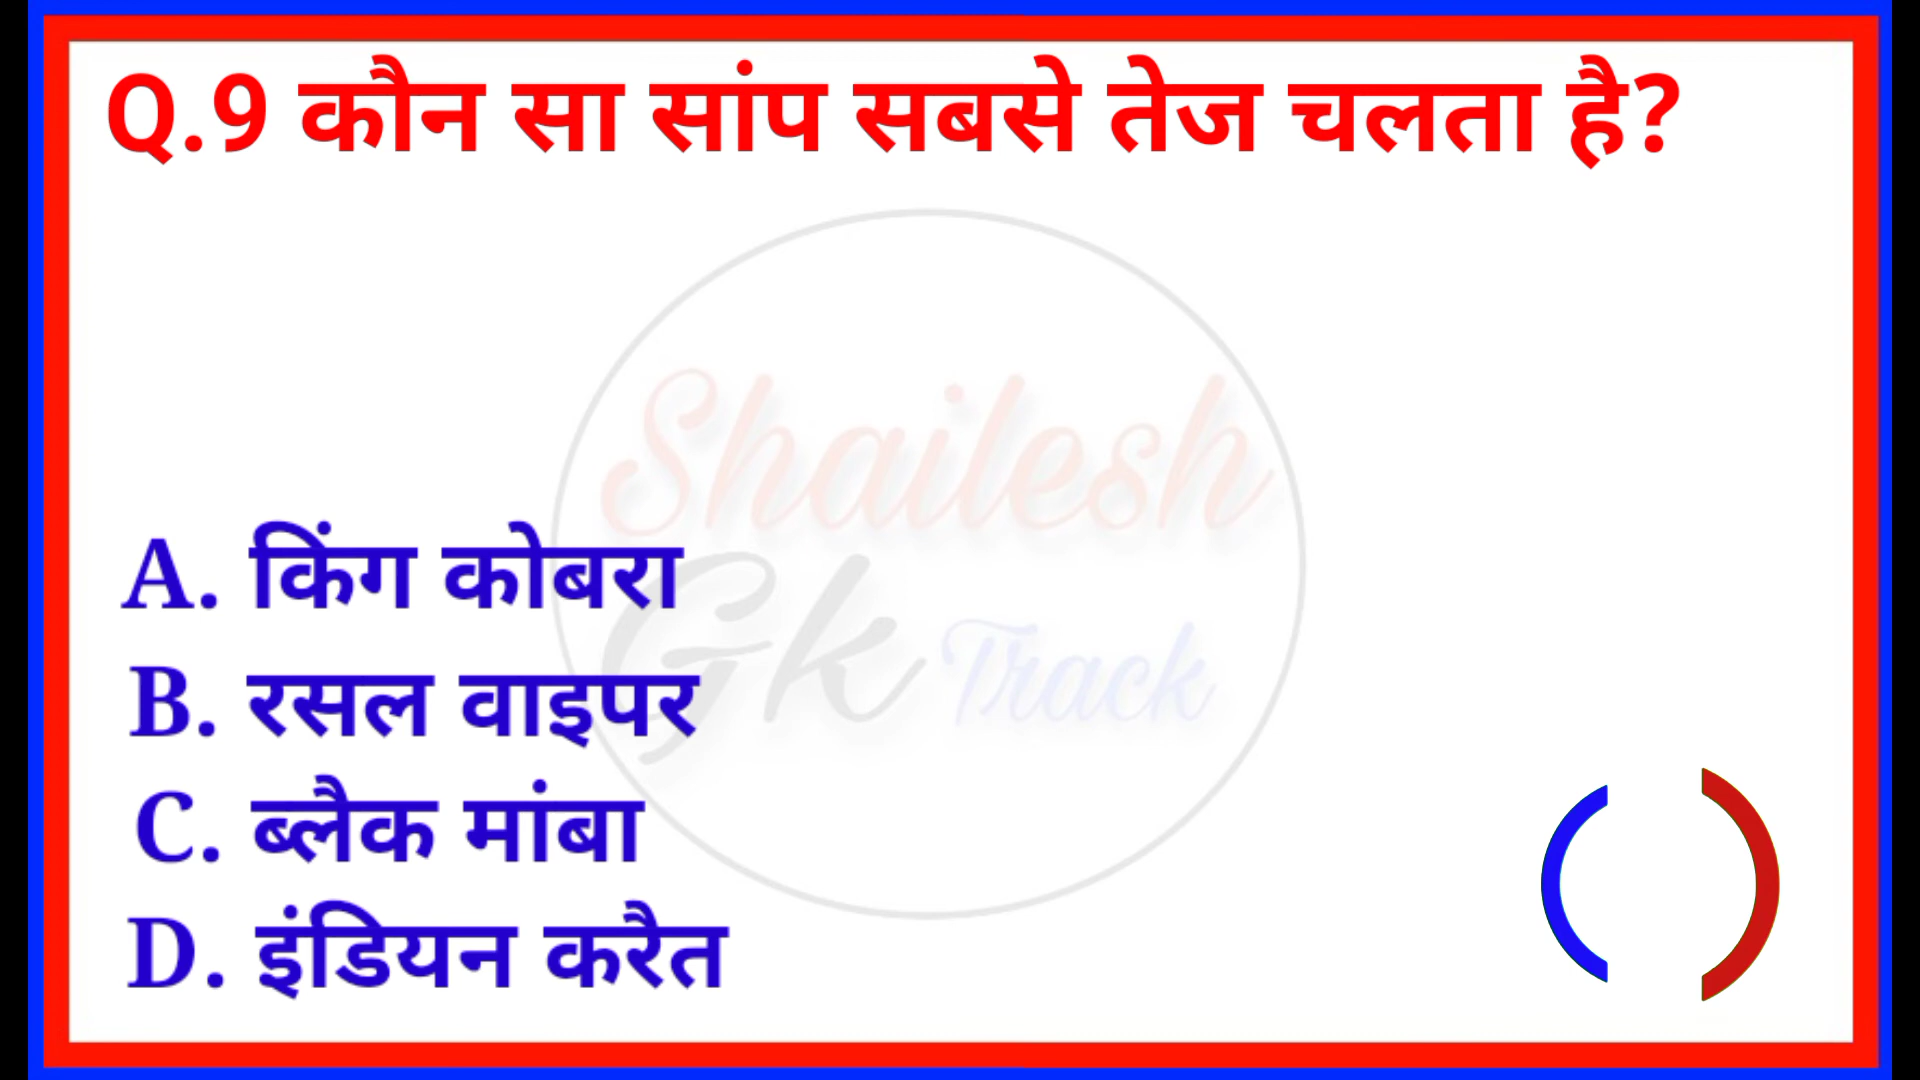 Q.9 कौन सा सांप सबसे तेज चलता है?
Shailesh
Gk Track
A. किंग कोबरा
B. रसल वाइपर
C. ब्लैक मांबा
D. इंडियन करैत